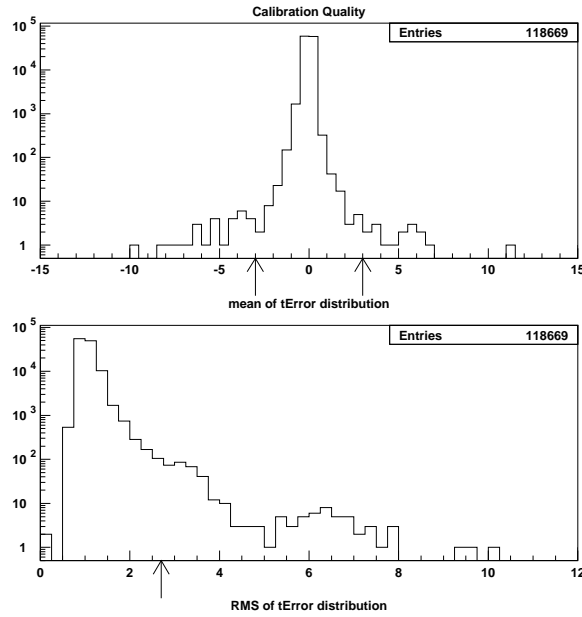 Calibration Quality
Entries 118669
10 5
10 4
10 3
10 2
10
1
-15 -10 -5 0 5 10 15
mean of tError distribution
Entries 118669
10 5
10 4
10 3
10 2
10
1
0 2 4 6 8 10 12
RMS of tError distribution